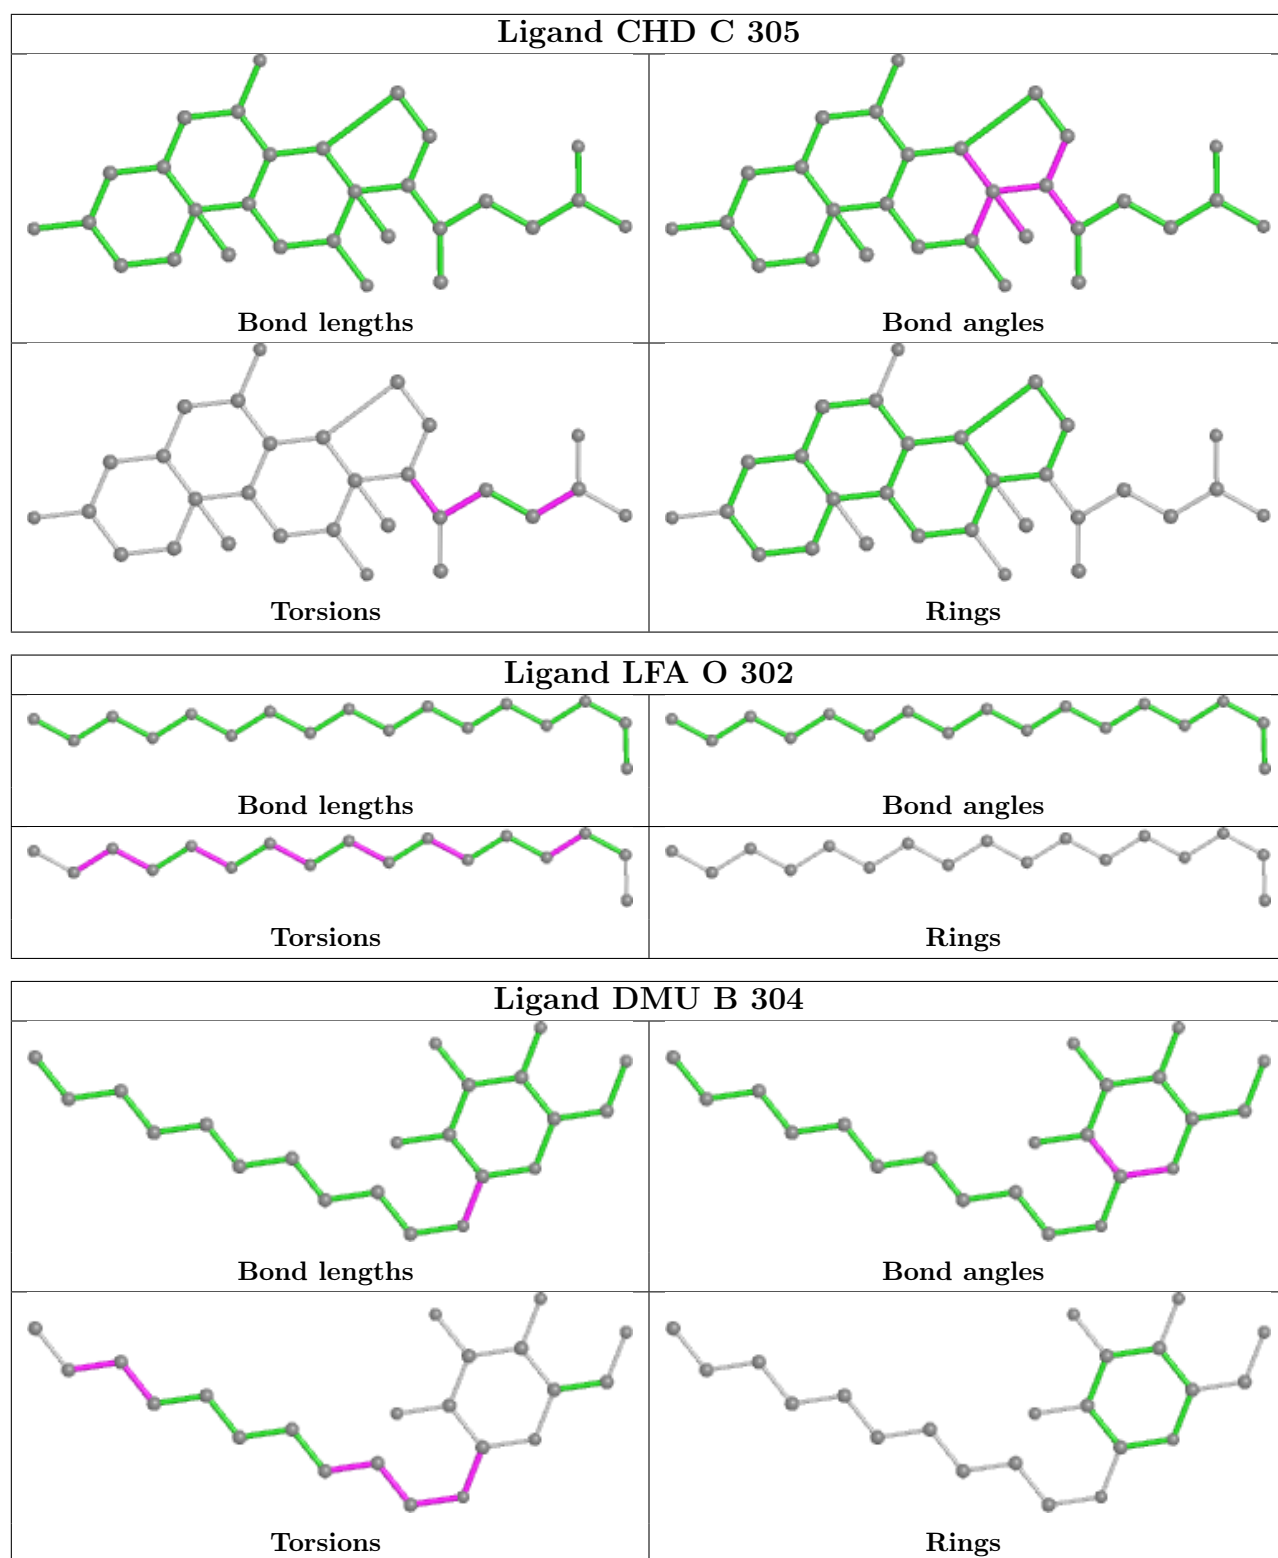 Ligand CHD C 305
Bond lengths
Bond angles
Torsions
Rings
Ligand LFA O 302
Bond lengths
Bond angles
Torsions
Rings
Ligand DMU B 304
Bond lengths
Bond angles
Torsions
Rings